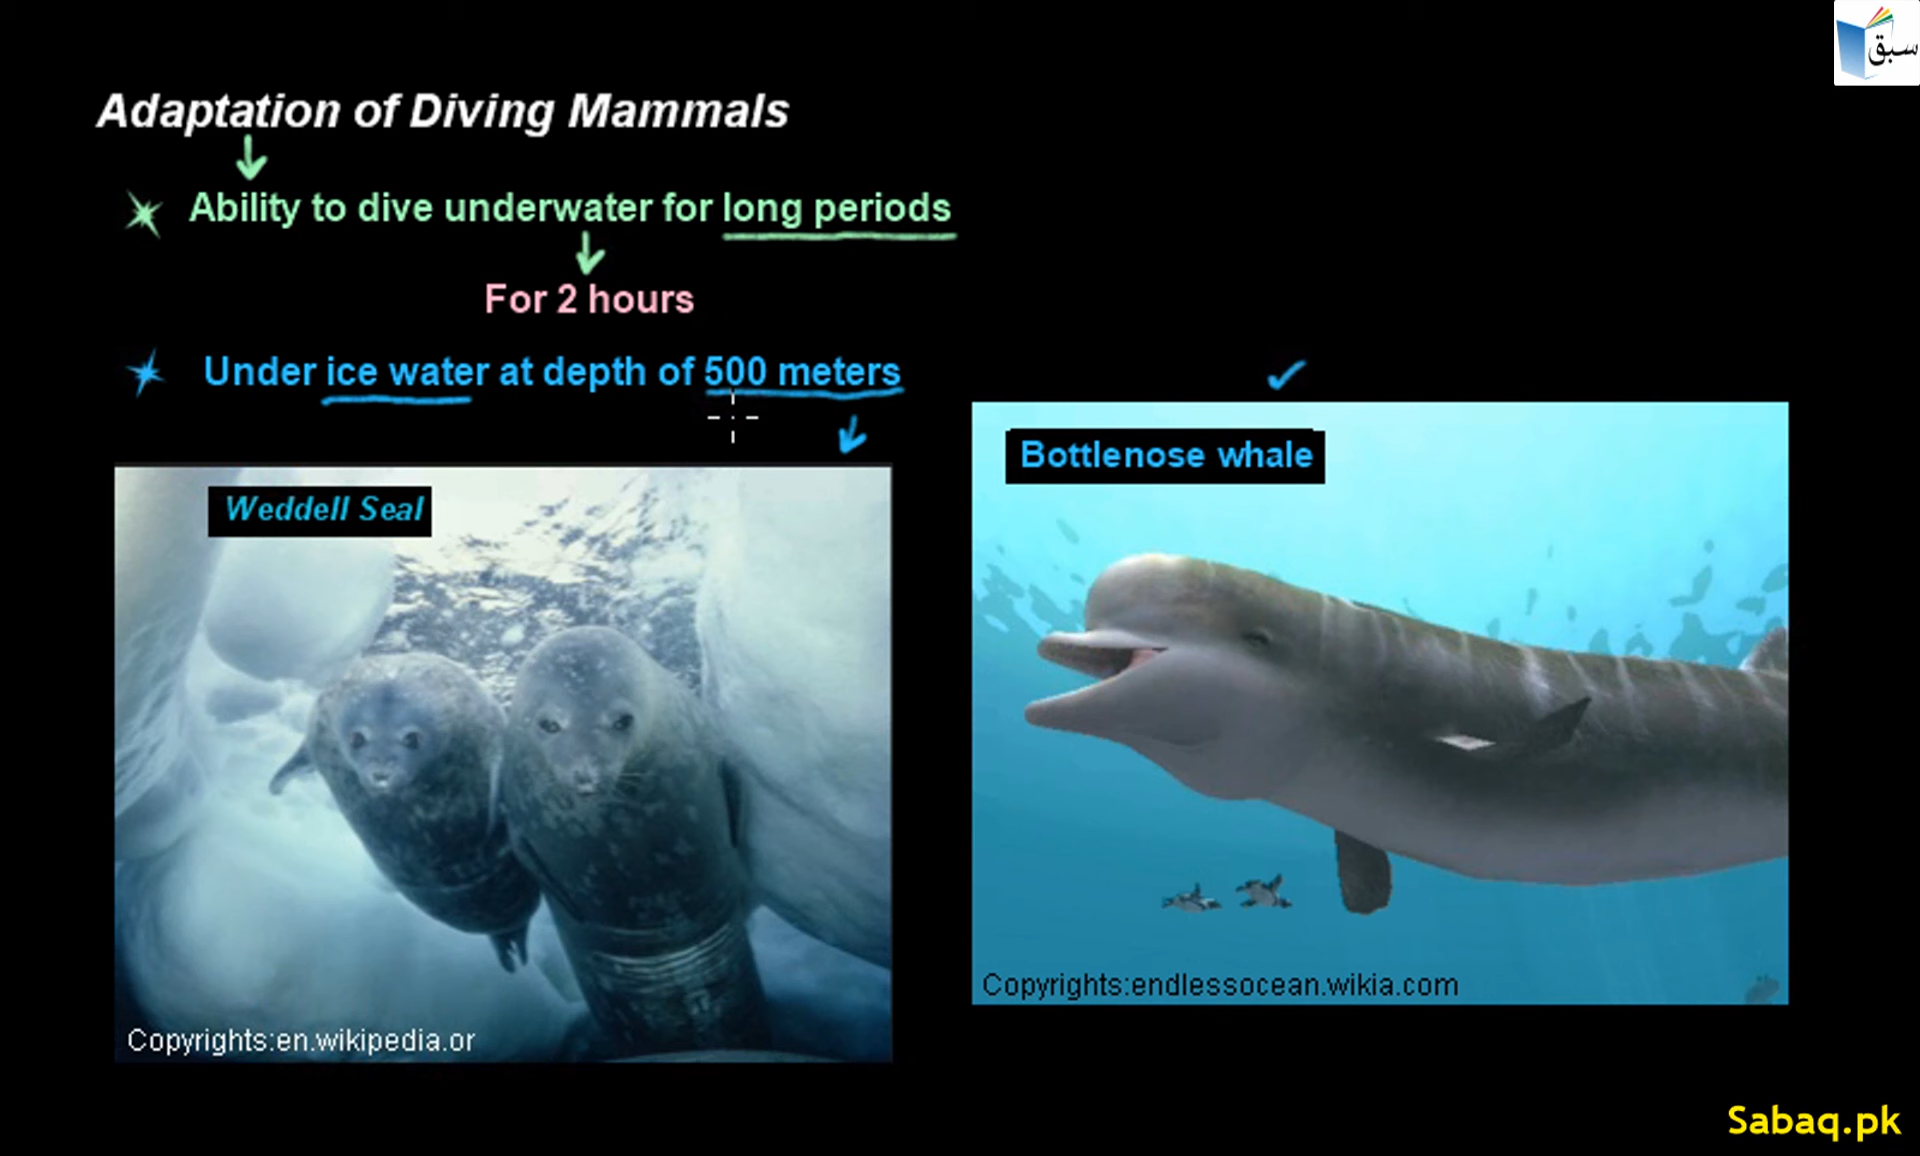 سبق
Adaptation of Diving Mammals
Ability to dive underwater for long periods
For 2 hours
Under ice water at depth of 500 meters
Weddell Seal
Bottlenose whale
Copyrights:endlessocean.wikia.com
Copyrights:en.wikipedia.or
Sabaq.pk